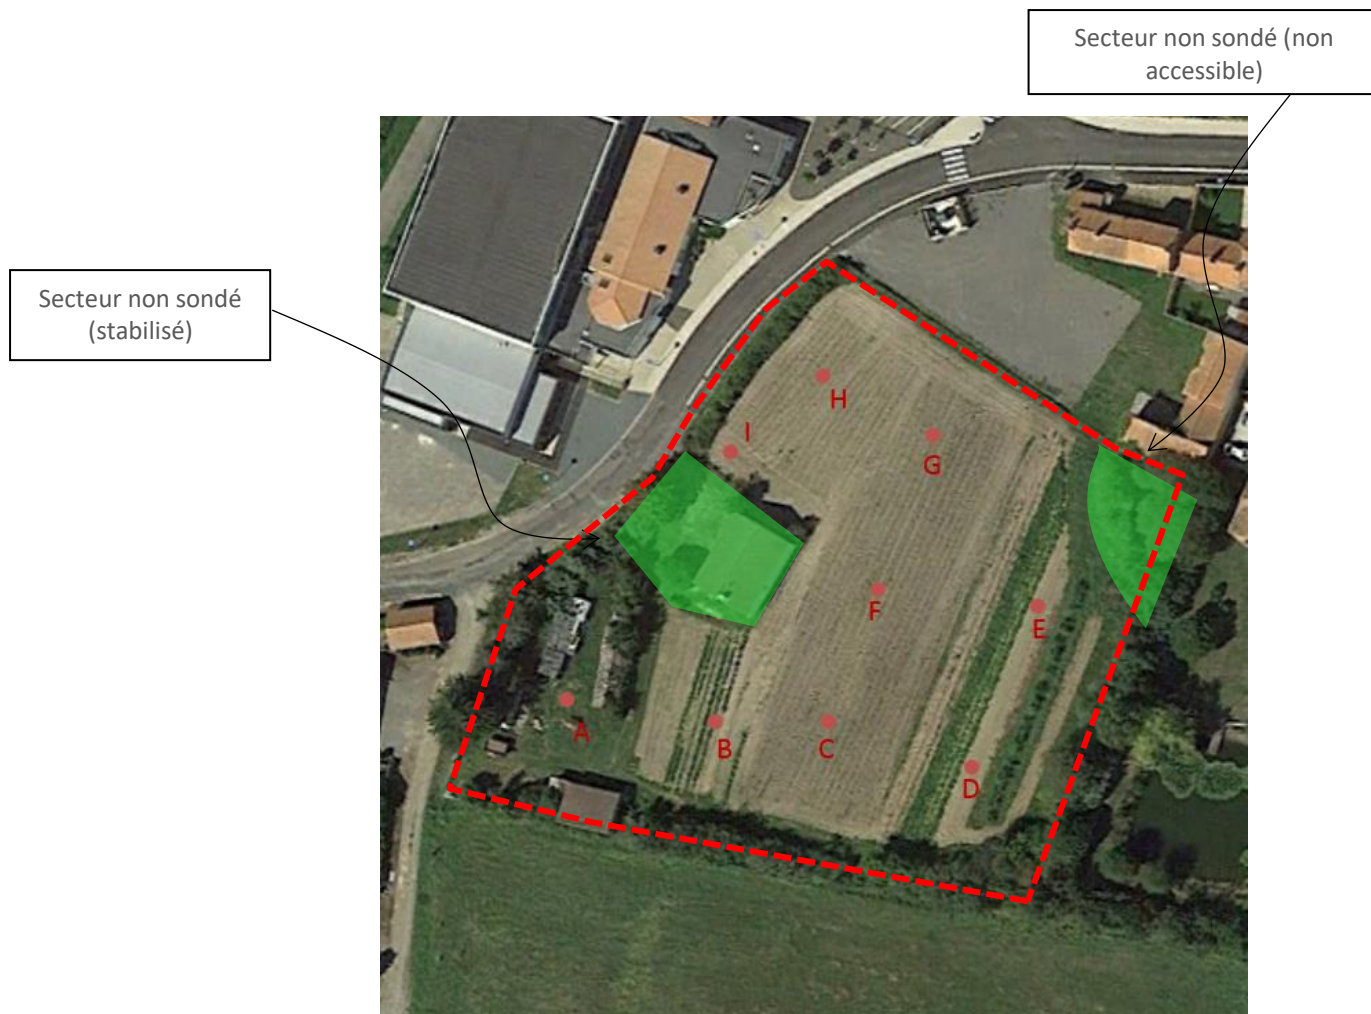 Secteur non sondé (non
accessible)
Secteur non sondé
(stabilisé)
H
I
G
F
E
A
B
C
D